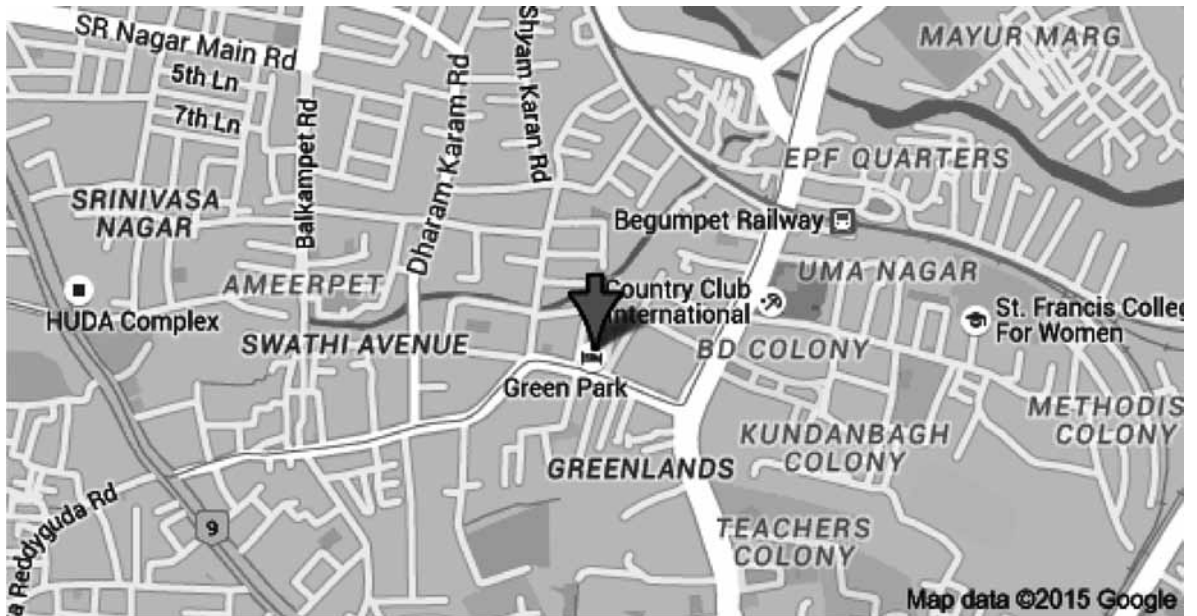 SR Nagar Main Rd
5th Ln
7th Ln
Balkampet Rd
Dharam Karam Rd
Shyam Karan Rd
MAYUR MARG
EPF QUARTERS
SRINIVASA
NAGAR
Begumpet Railway
UMA NAGAR
AMEERPET
HUDA Complex
SWATHI AVENUE
Country Club
International
St. Francis Colleg
For Women
BD COLONY
Green Park
METHODIS
COLONY
KUNDANBAGH
COLONY
GREENLANDS
a Reddyguda Rd
9
TEACHERS
COLONY
Map data ©2015 Google